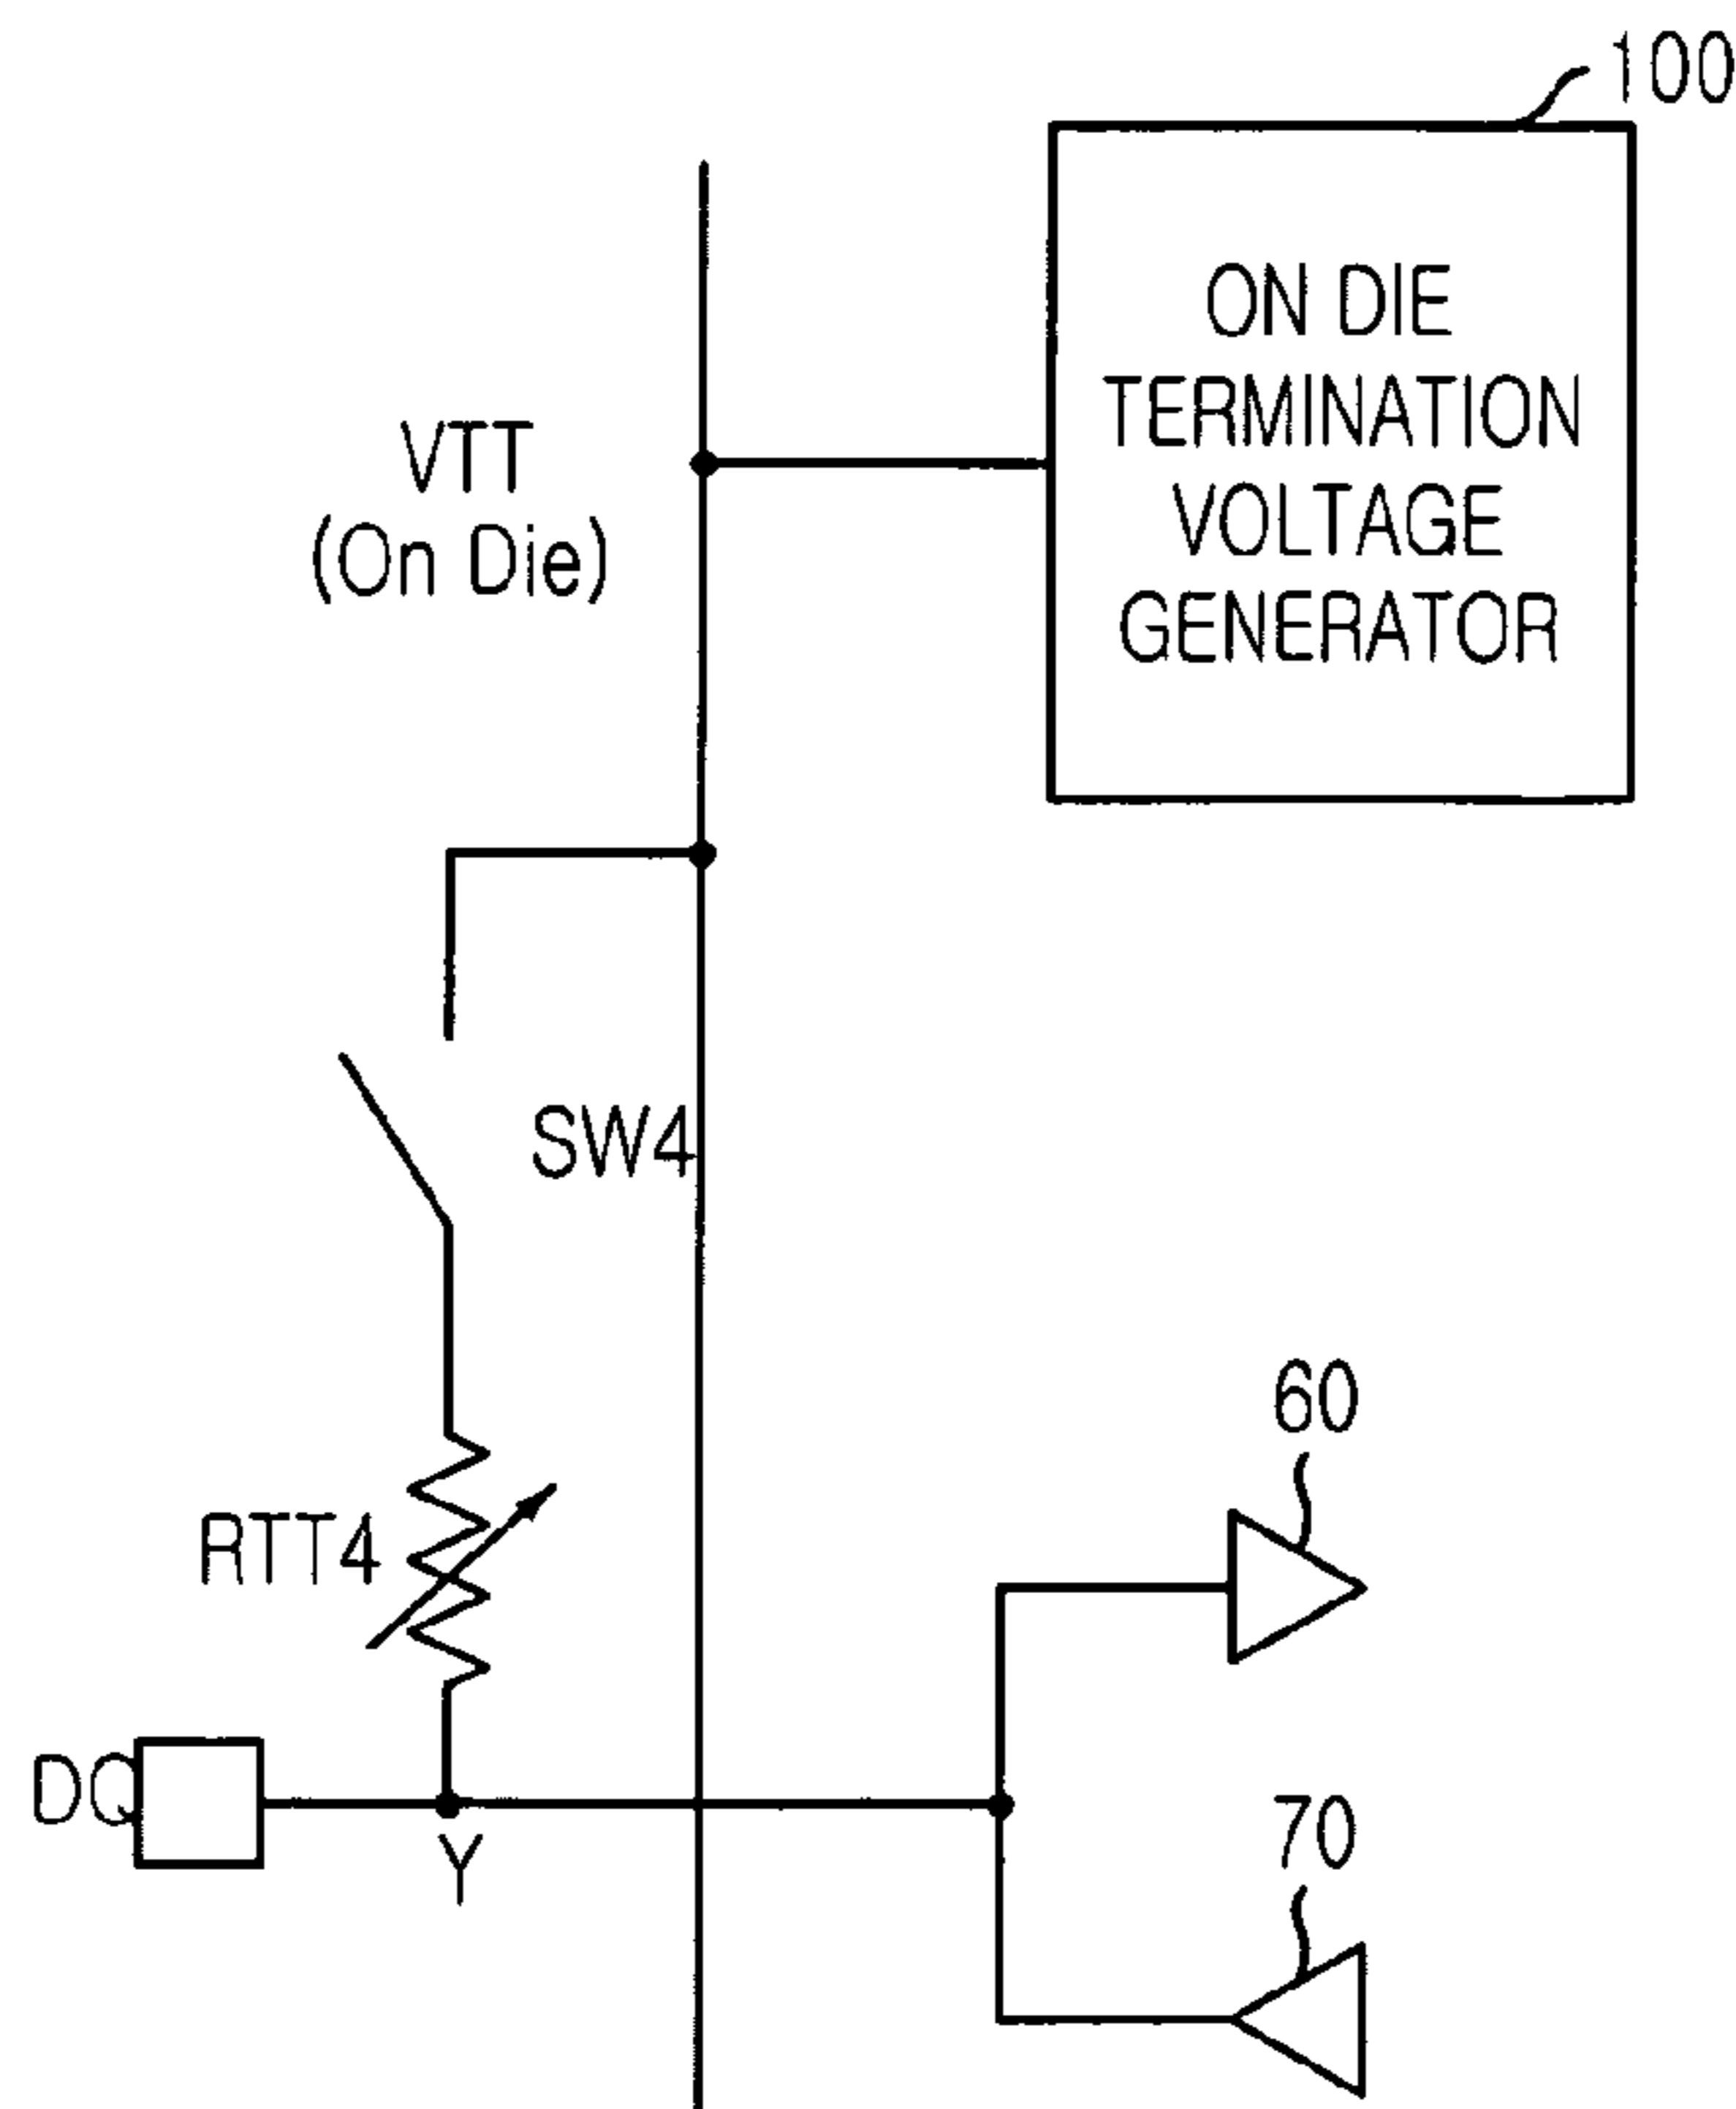 100
ON DIE
TERMINATION
VOLTAGE
GENERATOR
VTT
(On Die)
SW4
60
RTT4
DQ
Y
70